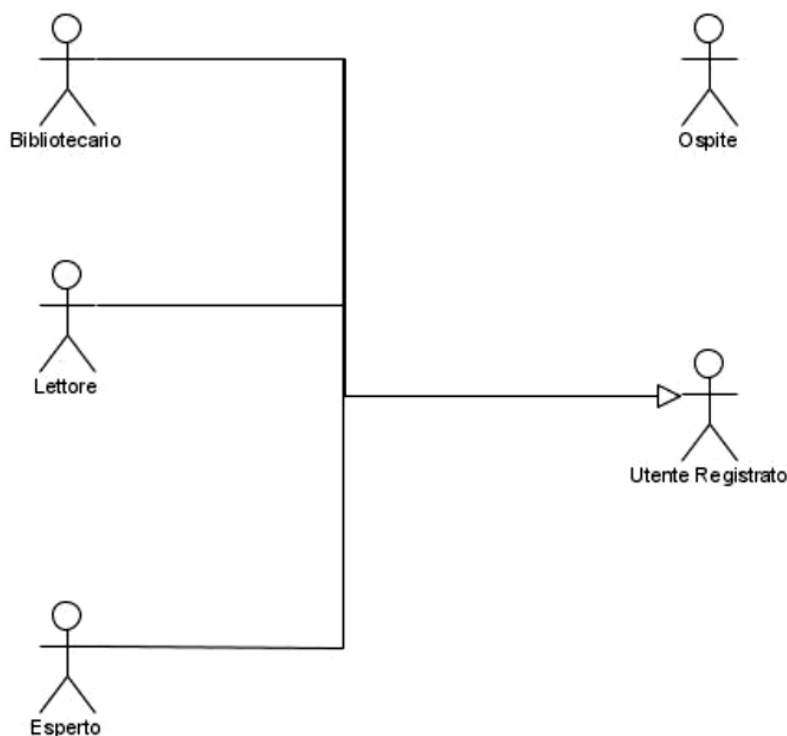 Bibliotecario
Ospite
Lettore
Utente Registrato
Esperto